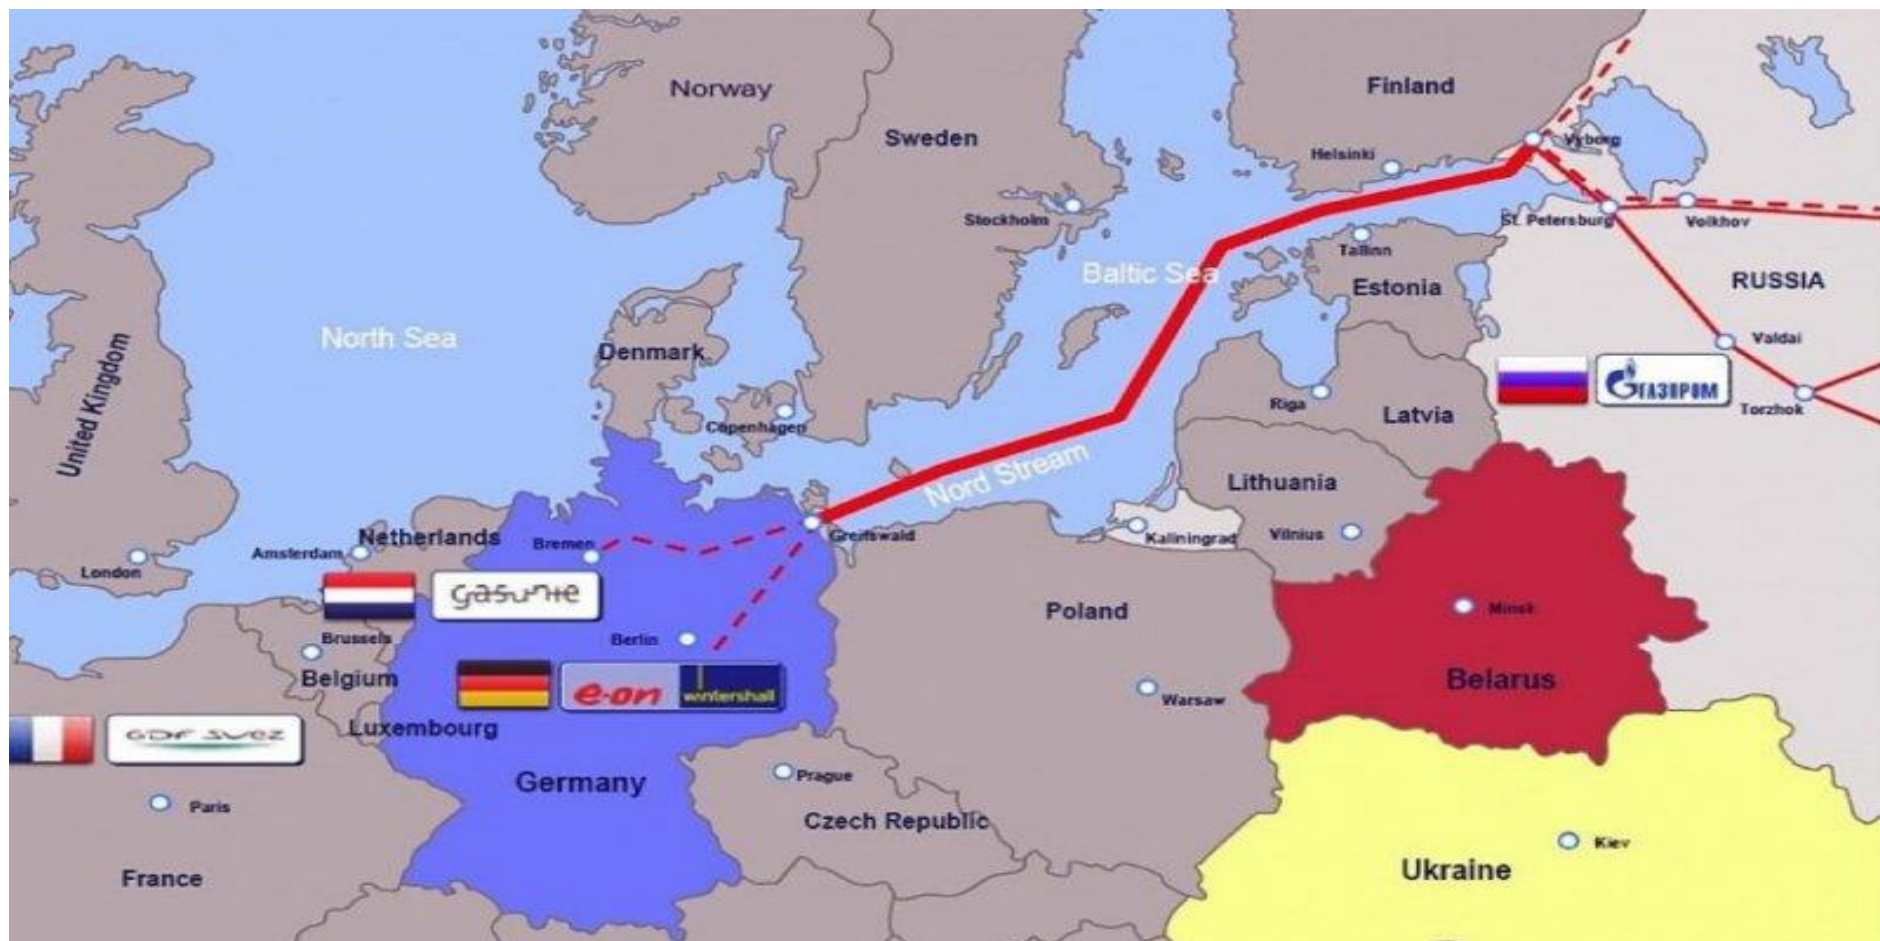 Norway
Finland
Sweden
Helsinki
Vyborg
Stockholm
St. Petersburg
Volkhov
Tallinn
Baltic Sea
Estonia
RUSSIA
North Sea
Denmark
Valdai
United Kingdom
ГАЗПРОМ
Riga
Torzhok
Latvia
Copenhagen
Nord Stream
Lithuania
Netherlands
Bremen
Greifswald
Kaliningrad
Vilnius
Amsterdam
London
gasunie
Poland
Minsk
Brussels
Berlin
Belgium
Belarus
e·on
wintershall
Warsaw
Luxembourg
GDF SUEZ
Germany
Prague
Paris
Czech Republic
Kiev
Ukraine
France